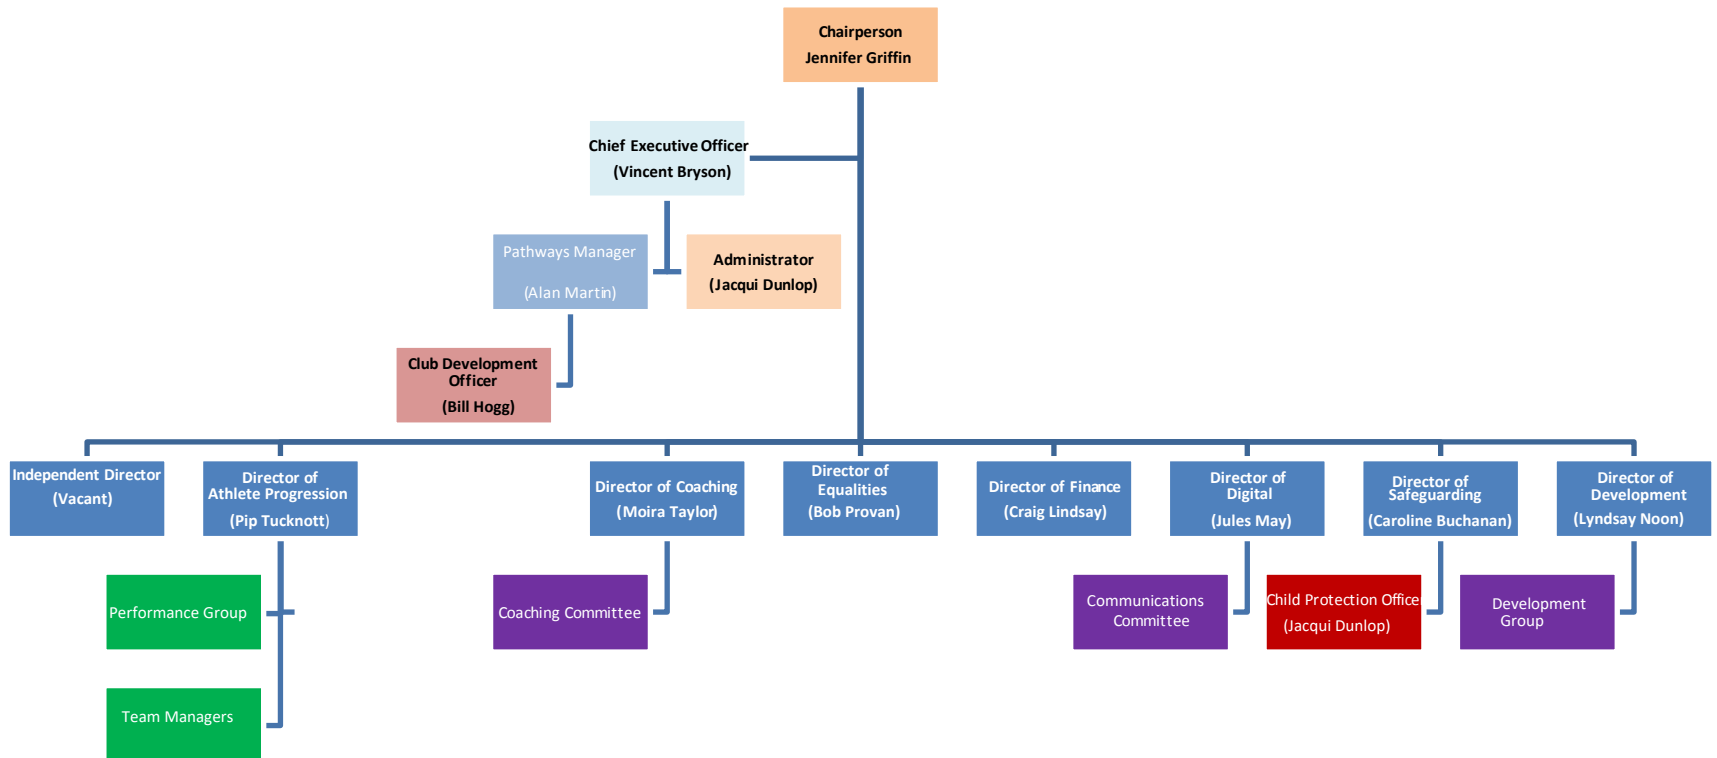 Chairperson
Jennifer Griffin
Chief Executive Officer
(Vincent Bryson)
Pathways Manager
(Alan Martin)
Administrator
(Jacqui Dunlop)
Club Development
Officer
(Bill Hogg)
Independent Director
(Vacant)
Director of
Athlete Progression
(Pip Tucknott)
Director of Coaching
(Moira Taylor)
Director of
Equalities
(Bob Provan)
Director of Finance
(Craig Lindsay)
Director of
Digital
(Jules May)
Director of
Safeguarding
(Caroline Buchanan)
Director of
Development
(Lyndsay Noon)
Performance Group
Coaching Committee
Communications
Committee
Child Protection Officer
(Jacqui Dunlop)
Development
Group
Team Managers